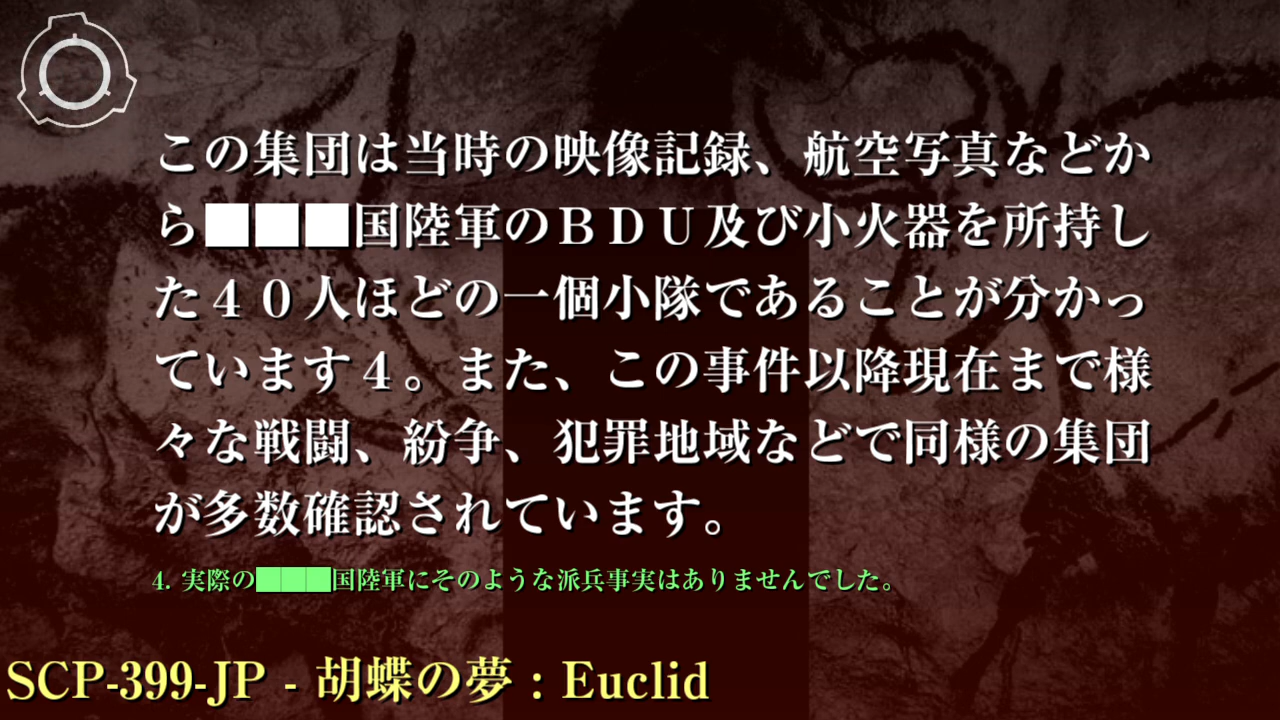 この集団は当時の映像記録、航空写真などか
ら███国陸軍のＢＤＵ及び小火器を所持し
た４０人ほどの一個小隊であることが分かっ
ています４。また、この事件以降現在まで様
々な戦闘、紛争、犯罪地域などで同様の集団
が多数確認されています。
4. 実際の███国陸軍にそのような派兵事実はありませんでした。
SCP-399-JP - 胡蝶の夢 : Euclid